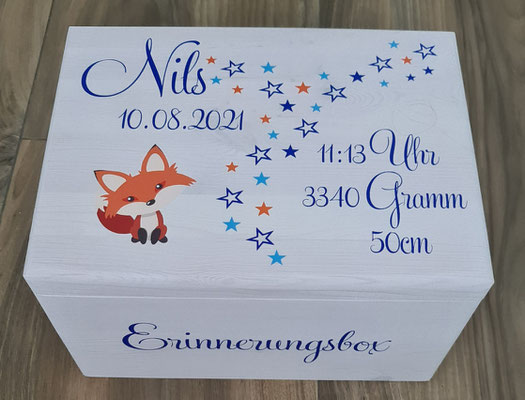 Nils
10.08.2021
11:13 Uhr
3340 Gramm
50cm
Erinnerungsbox